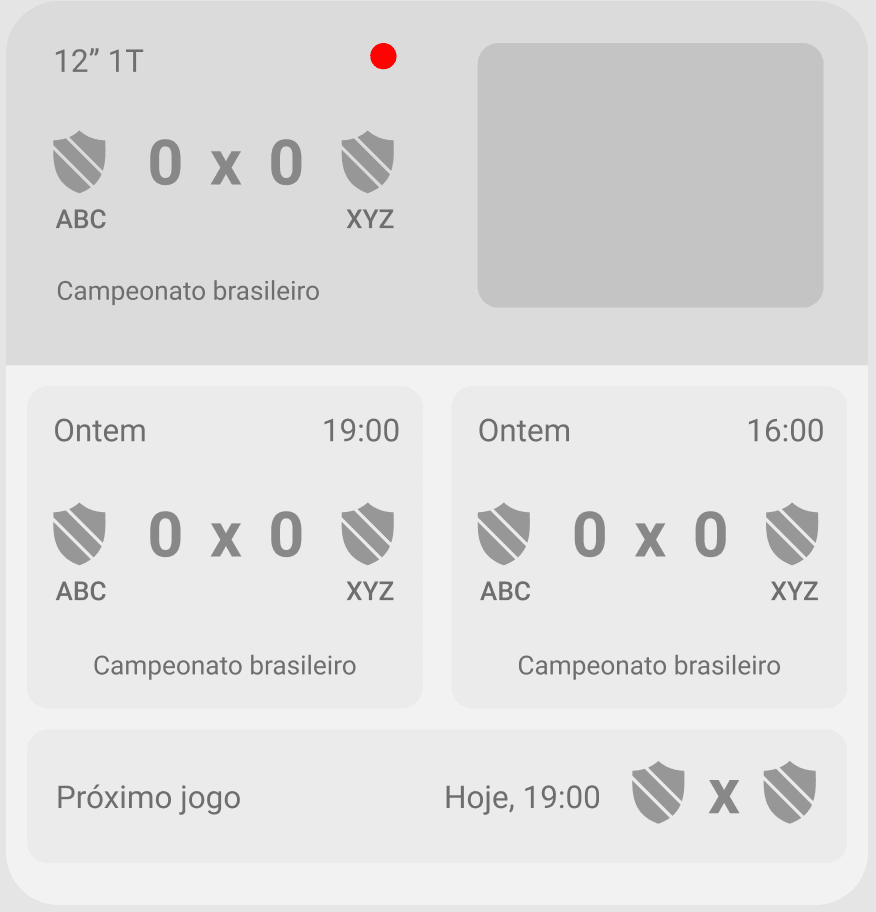 12” 1T
0 x 0
ABC XYZ
Campeonato brasileiro
Ontem 19:00
0 x 0
ABC XYZ
Campeonato brasileiro
Ontem 16:00
0 x 0
ABC XYZ
Campeonato brasileiro
Próximo jogo Hoje, 19:00 x